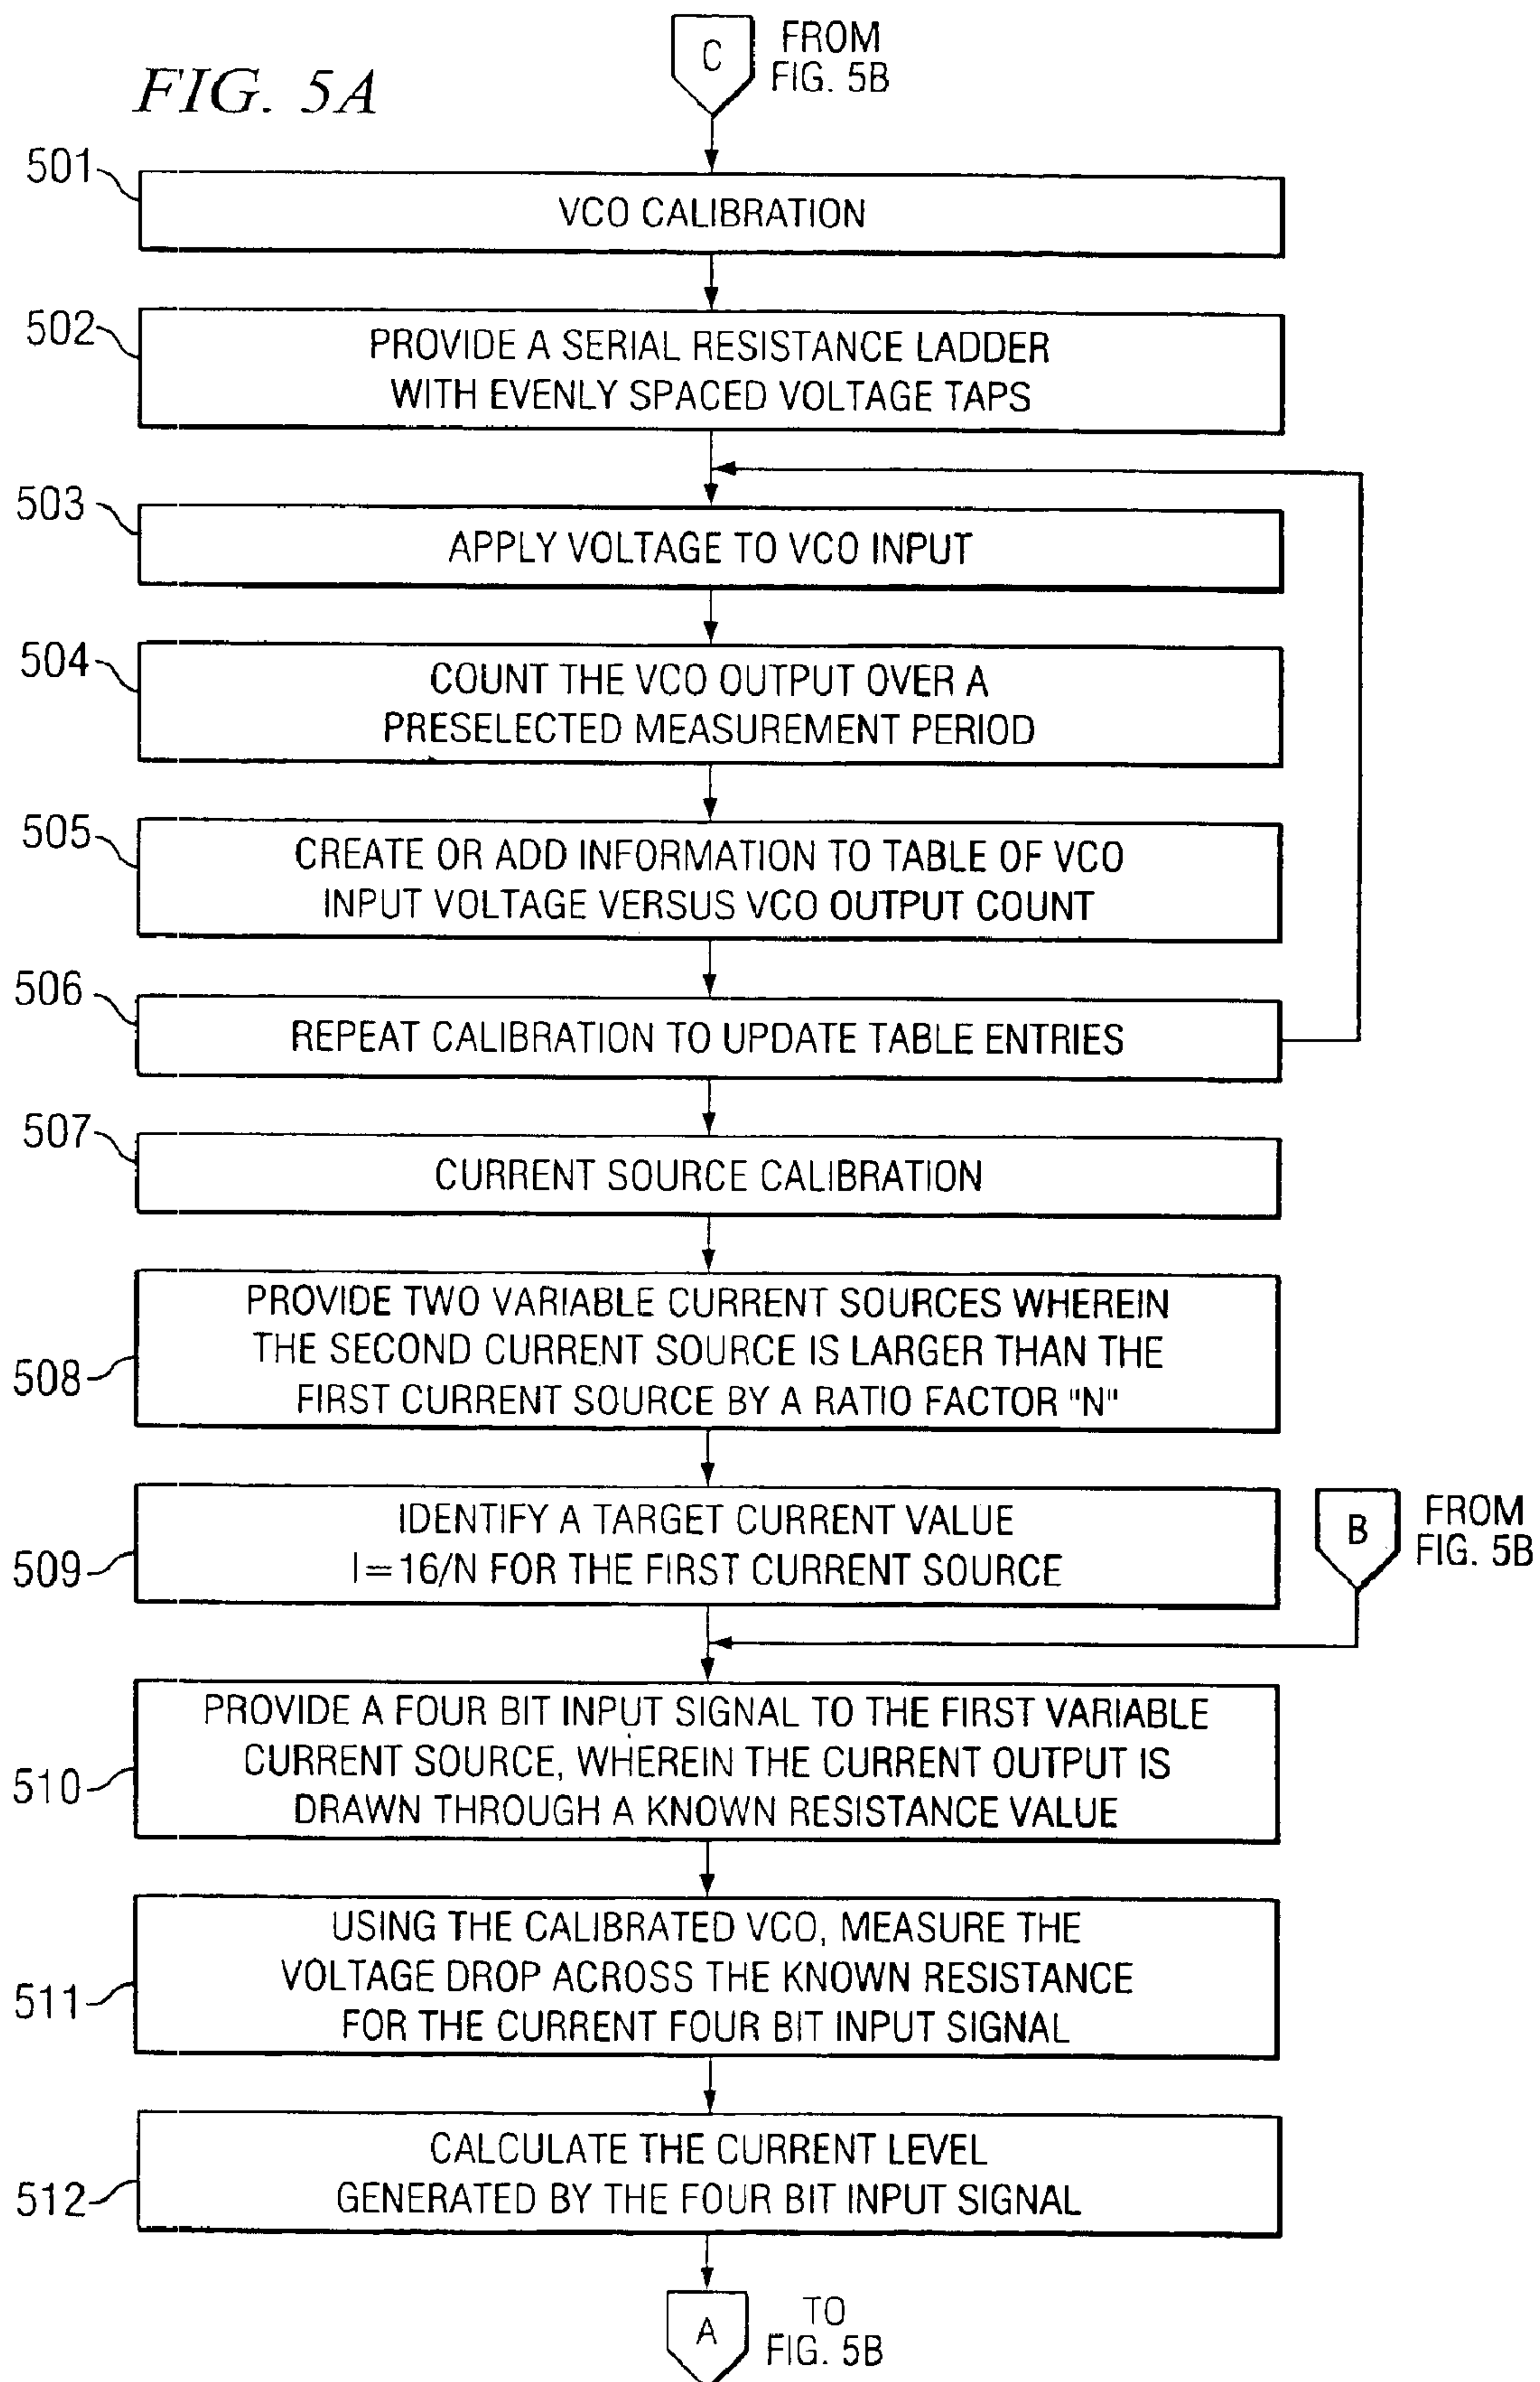 FIG. 5A
C
FROM
FIG. 5B
501
VCO CALIBRATION
502
PROVIDE A SERIAL RESISTANCE LADDER
WITH EVENLY SPACED VOLTAGE TAPS
503
APPLY VOLTAGE TO VCO INPUT
504
COUNT THE VCO OUTPUT OVER A
PRESELECTED MEASUREMENT PERIOD
505
CREATE OR ADD INFORMATION TO TABLE OF VCO
INPUT VOLTAGE VERSUS VCO OUTPUT COUNT
506
REPEAT CALIBRATION TO UPDATE TABLE ENTRIES
507
CURRENT SOURCE CALIBRATION
508
PROVIDE TWO VARIABLE CURRENT SOURCES WHEREIN
THE SECOND CURRENT SOURCE IS LARGER THAN THE
FIRST CURRENT SOURCE BY A RATIO FACTOR "N"
509
IDENTIFY A TARGET CURRENT VALUE
I=16/N FOR THE FIRST CURRENT SOURCE
B
FROM
FIG. 5B
510
PROVIDE A FOUR BIT INPUT SIGNAL TO THE FIRST VARIABLE
CURRENT SOURCE, WHEREIN THE CURRENT OUTPUT IS
DRAWN THROUGH A KNOWN RESISTANCE VALUE
511
USING THE CALIBRATED VCO, MEASURE THE
VOLTAGE DROP ACROSS THE KNOWN RESISTANCE
FOR THE CURRENT FOUR BIT INPUT SIGNAL
512
CALCULATE THE CURRENT LEVEL
GENERATED BY THE FOUR BIT INPUT SIGNAL
A
TO
FIG. 5B